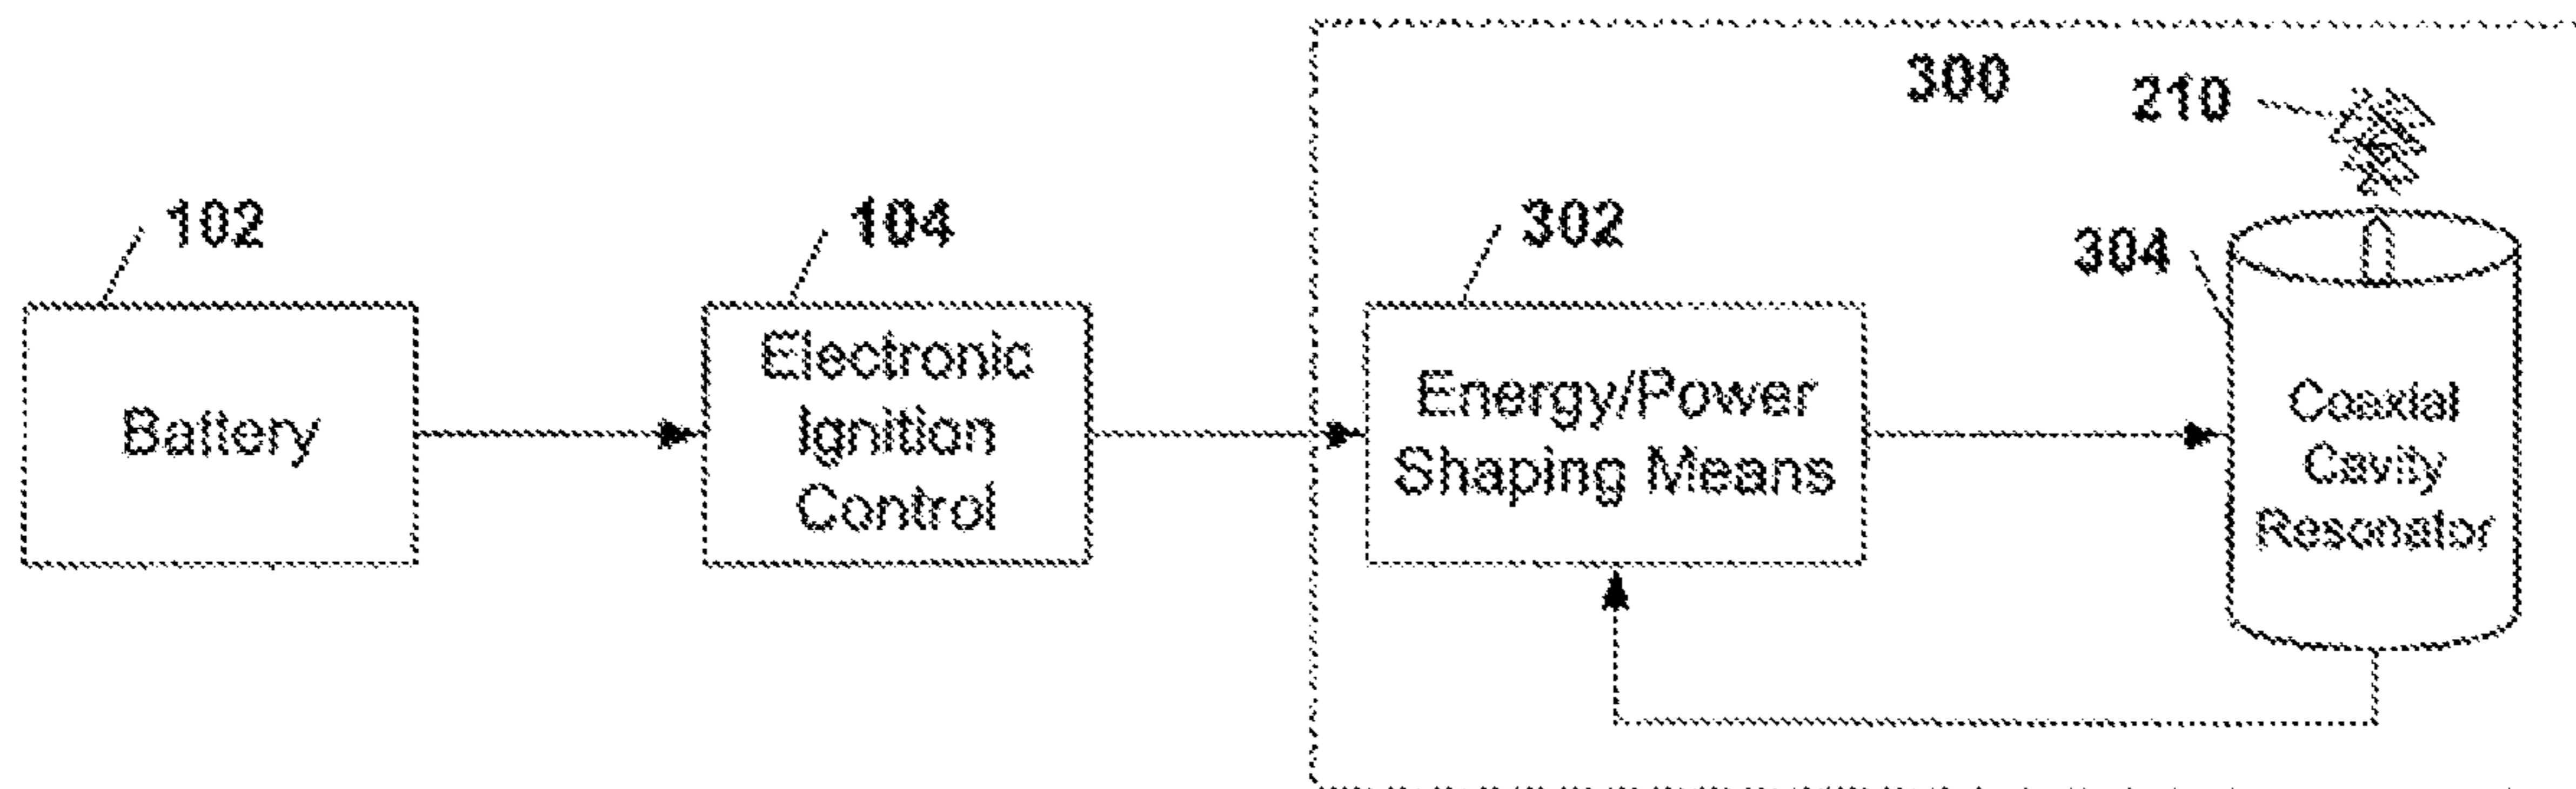 300
210
102
104
302
304
Battery
Electronic
Ignition
Control
Energy/Power
Shaping Means
Coaxial
Cavity
Resonator